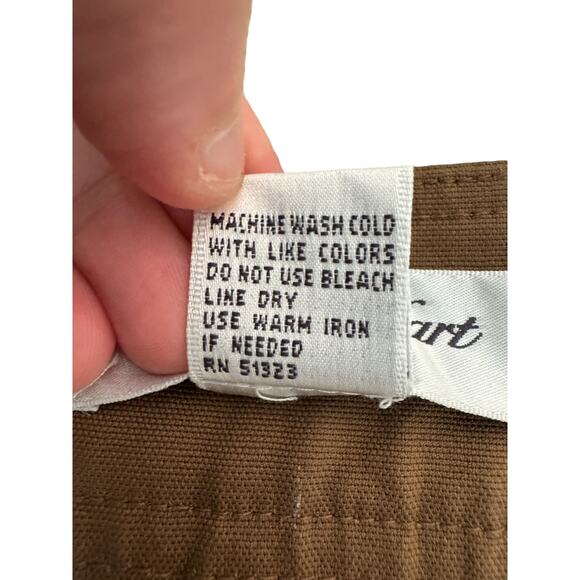 MACHINE WASH COLD
WITH LIKE COLORS
DO NOT USE BLEACH
LINE DRY
USE WARM IRON
IF NEEDED
RN 51323